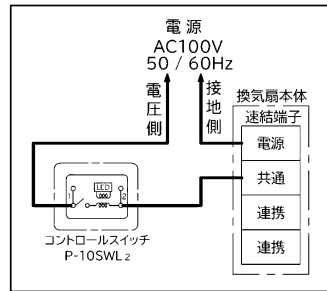 電源
AC100V
50 / 60Hz
電圧側
接地側
換気扇本体
速結端子
電源
共通
連携
連携
1
LED
2
コントロールスイッチ
P-10SWL2